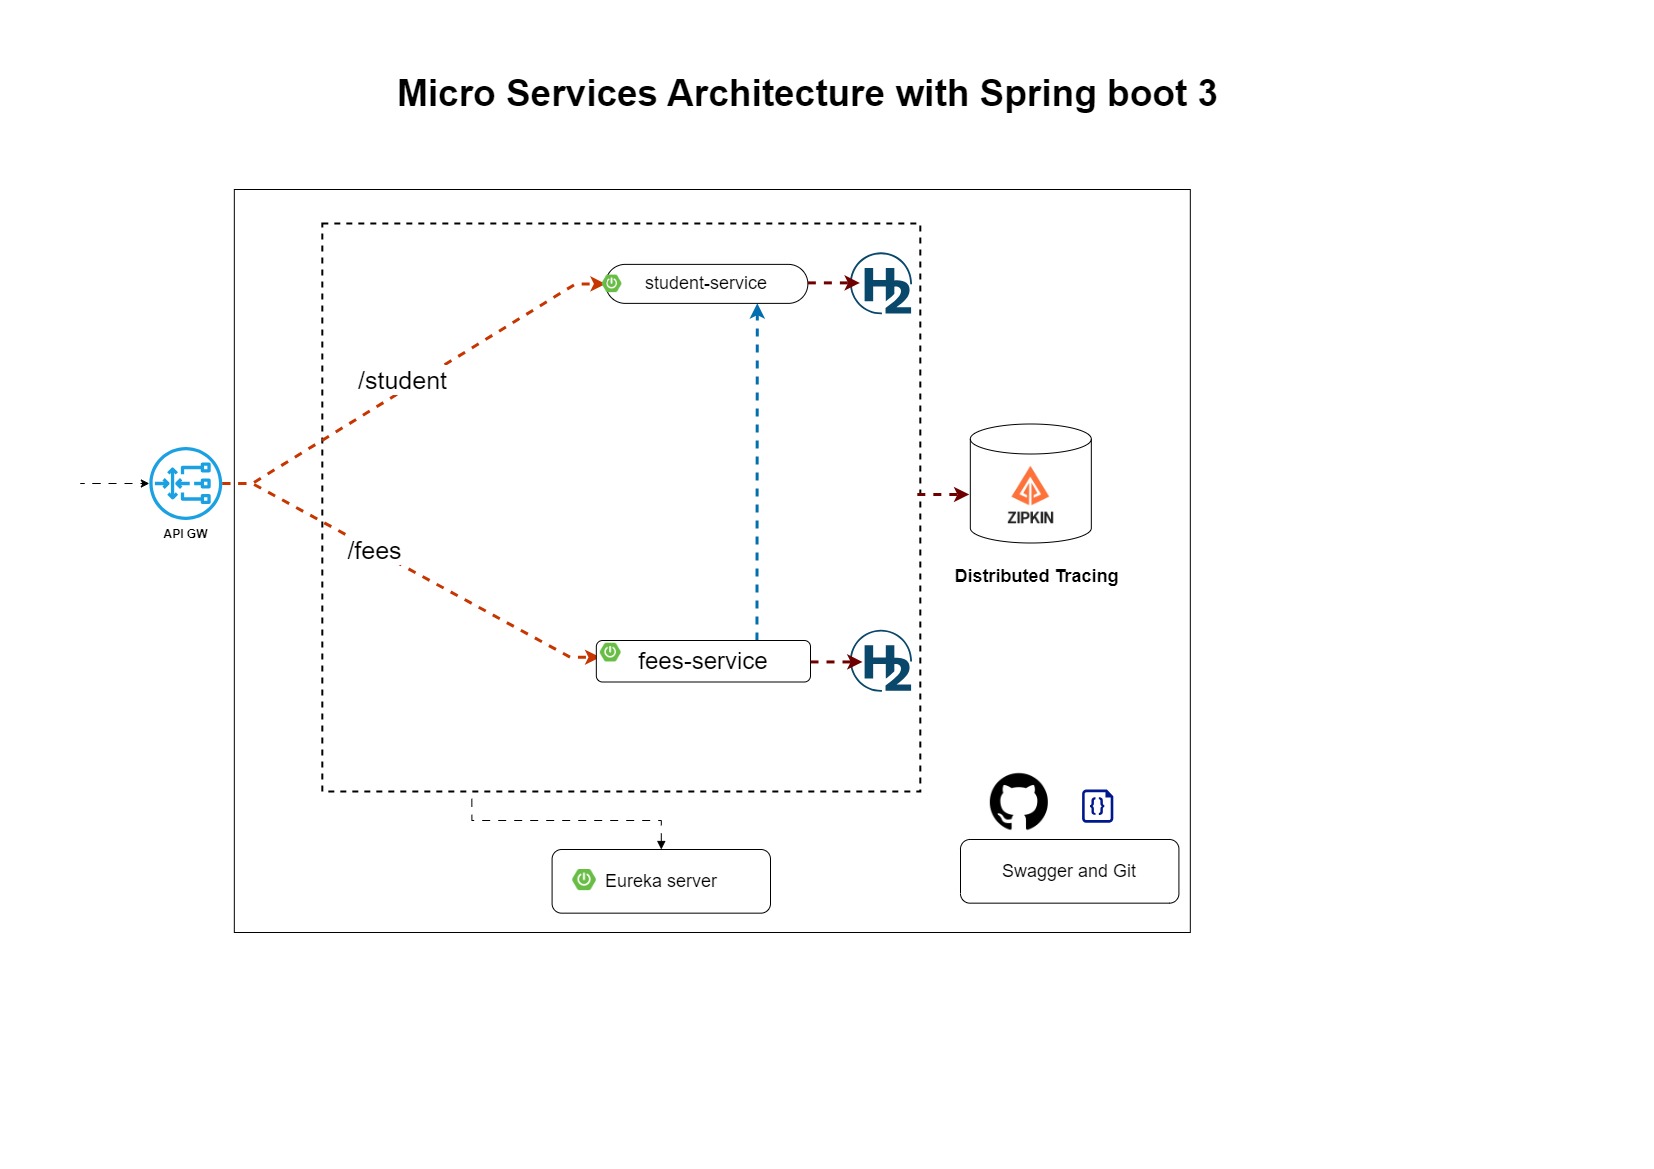 Micro Services Architecture with Spring boot 3
student-service
H2
/student
API GW
ZIPKIN
/fees
Distributed Tracing
fees-service
H2
{}
Eureka server
Swagger and Git